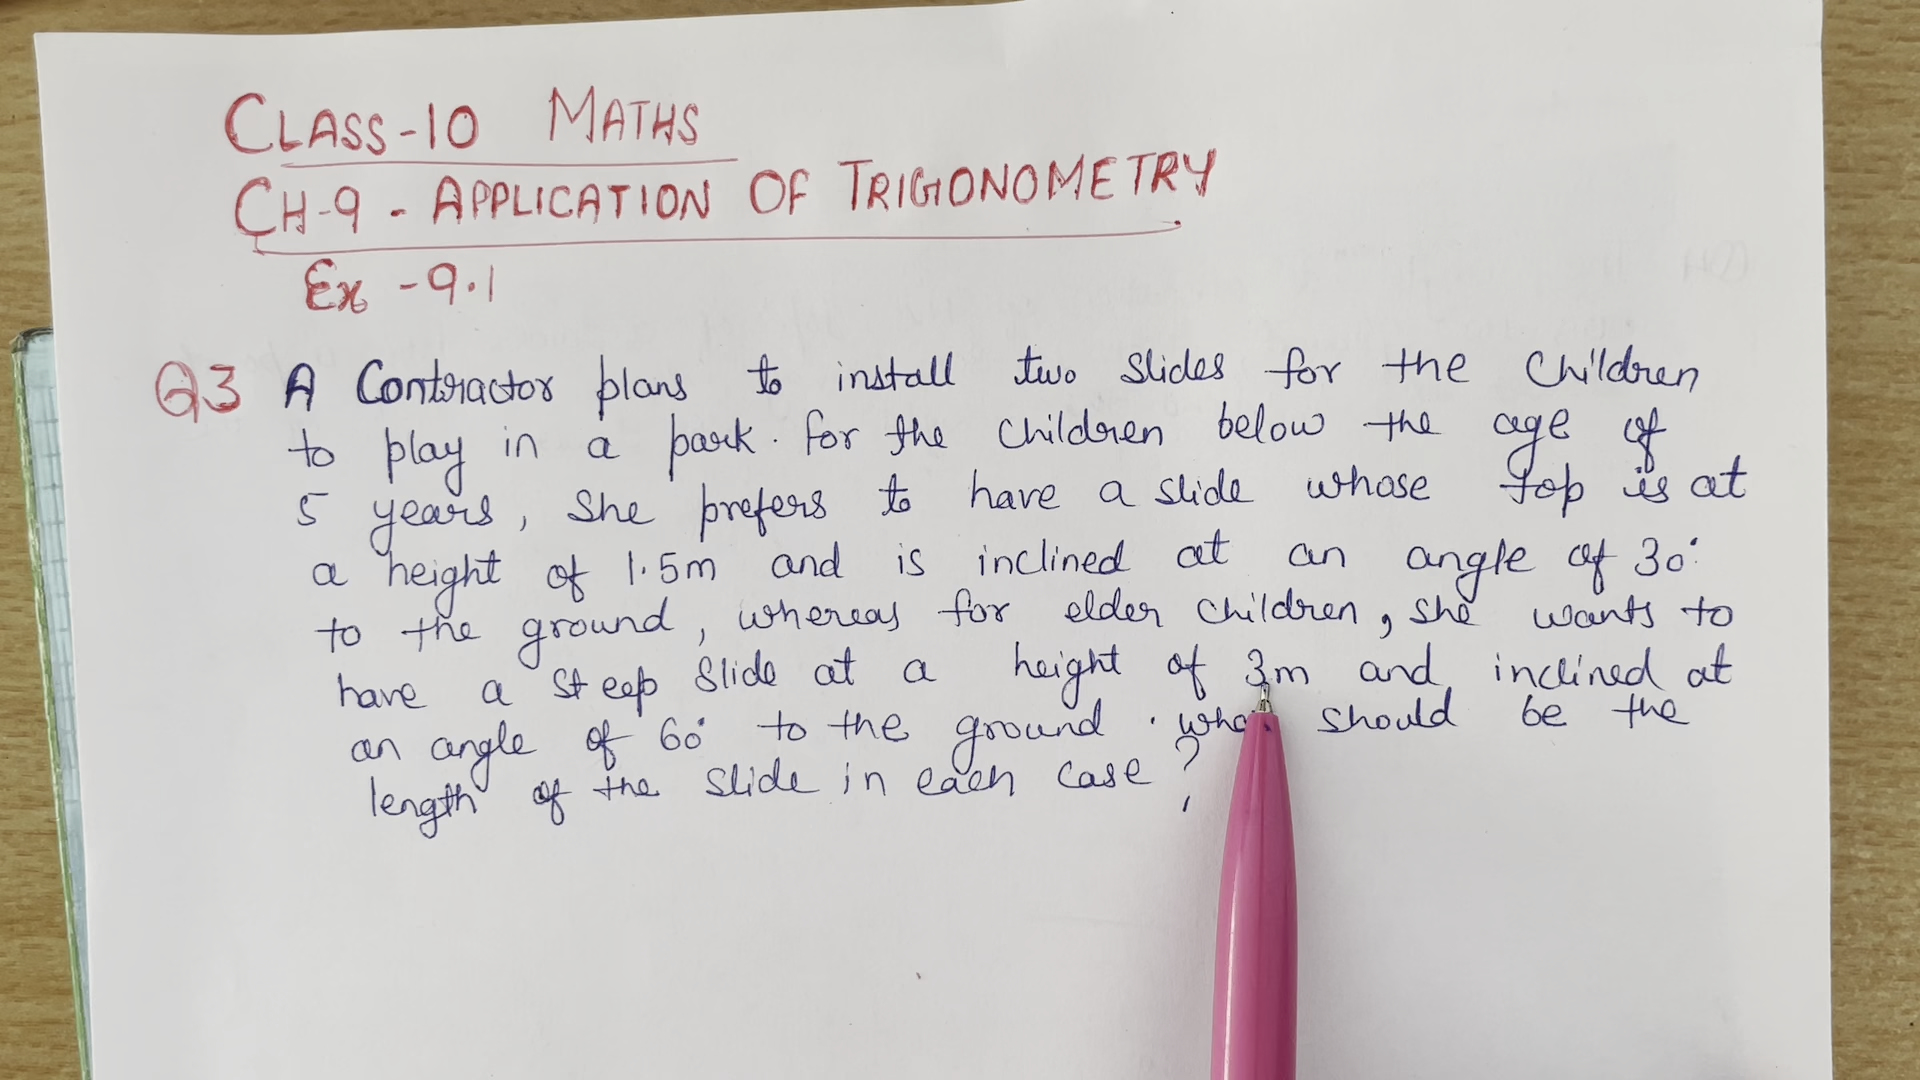 CLASS-10 MATHS
CH-9 - APPLICATION OF TRIGONOMETRY
Ex -9.1
Q3 A Contractor plans to install two slides for the children
to play in a park. for the children below the age of
5 years, she prefers to have a slide whose top is at
a height of 1.5m and is inclined at an angle of 30°
to the ground, whereas for elder children, she wants to
have a steep slide at a height of 3m and inclined at
an angle of 60° to the ground. should be the
length of the slide in each case?